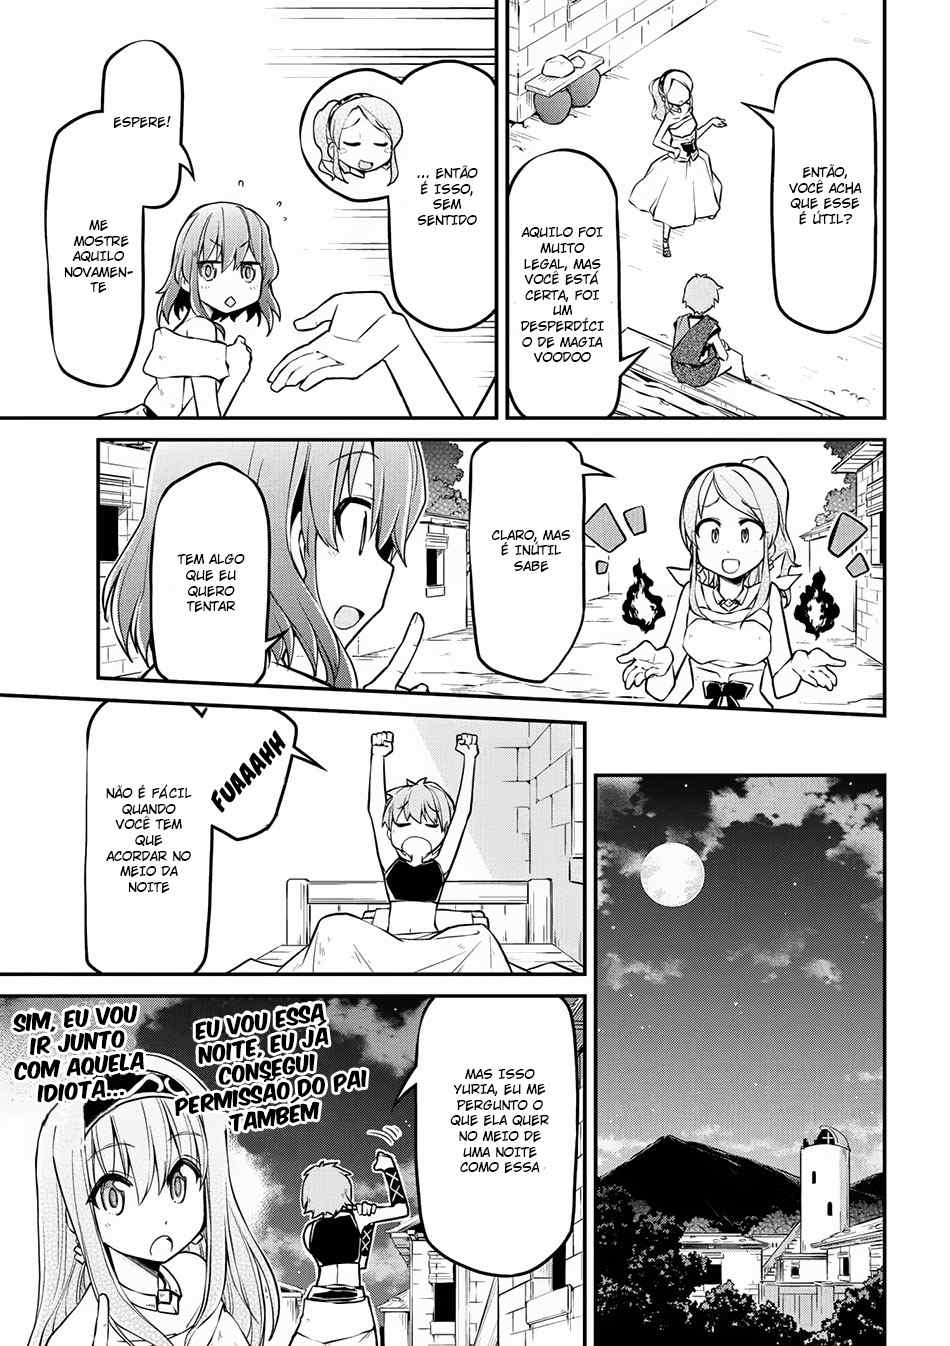 ENTÃO,
VOCÊ ACHA
QUE ESSE
É ÚTIL?
AQUILO FOI
MUITO
LEGAL, MAS
VOCÊ ESTÁ
CERTA, FOI
UM
DESPERDÍCI
O DE MAGIA
VOODOO
... ENTÃO
É ISSO,
SEM
SENTIDO
ESPERE!
ME
MOSTRE
AQUILO
NOVAMEN-
TE
CLARO, MAS
É INÚTIL
SABE
TEM ALGO
QUE EU
QUERO
TENTAR
FUAAAHH
NÃO É FÁCIL
QUANDO
VOCÊ TEM
QUE
ACORDAR NO
MEIO DA
NOITE
MAS ISSO
YURIA, EU ME
PERGUNTO O
QUE ELA QUER
NO MEIO DE
UMA NOITE
COMO ESSA
EU VOU ESSA
NOITE, EU JÁ
CONSEGUI
PERMISSÃO DO PAI
TAMBEM
SIM, EU VOU
IR JUNTO
COM AQUELA
IDIOTA...